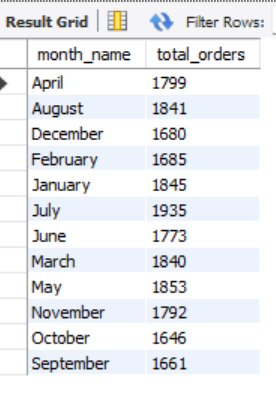 Result Grid Filter Rows:
month_name total_orders
April 1799
August 1841
December 1680
February 1685
January 1845
July 1935
June 1773
March 1840
May 1853
November 1792
October 1646
September 1661